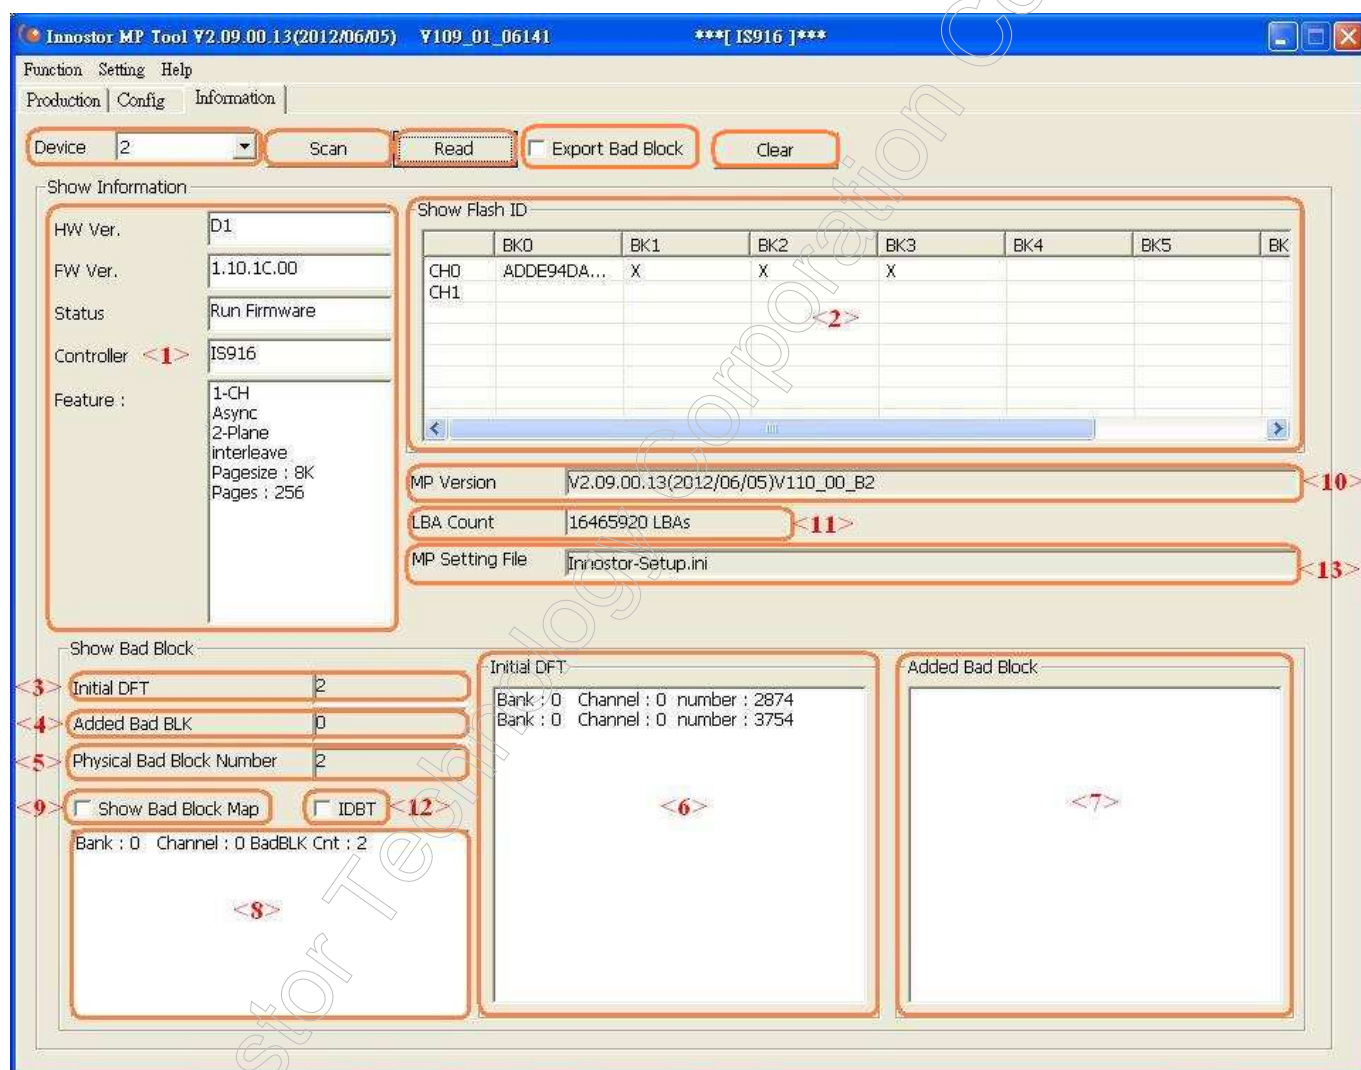 Innostor MP Tool V2.09.00.13(2012/06/05) V109_01_06141 ***[ IS916 ]***
Function Setting Help
Production Config Information
Device 2 Scan Read Export Bad Block Clear
Show Information
HW Ver. D1
FW Ver. 1.10.1C.00
Status Run Firmware
Controller <1> IS916
Feature :
1-CH
Async
2-Plane
interleave
Pagesize : 8K
Pages : 256
Show Flash ID
BK0 BK1 BK2 BK3 BK4 BK5 BK
CH0 ADDE94DA... X X X
CH1
<2>
MP Version V2.09.00.13(2012/06/05)V110_00_B2 <10>
LBA Count 16465920 LBAs <11>
MP Setting File Innostor-Setup.ini <13>
Show Bad Block
<3> Initial DFT 2
<4> Added Bad BLK 0
<5> Physical Bad Block Number 2
<9> Show Bad Block Map IDBT <12>
Bank : 0 Channel : 0 BadBLK Cnt : 2
<8>
Initial DFT
Bank : 0 Channel : 0 number : 2874
Bank : 0 Channel : 0 number : 3754
<6>
Added Bad Block
<7>
stor Technology Corporation Co